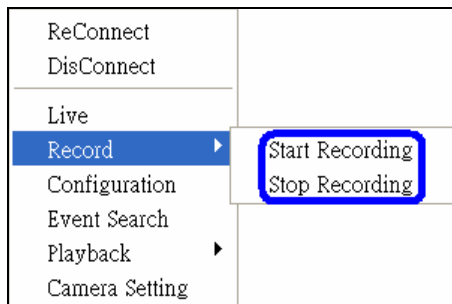 ReConnect
DisConnect
Live
Record
Start Recording
Stop Recording
Configuration
Event Search
Playback
Camera Setting